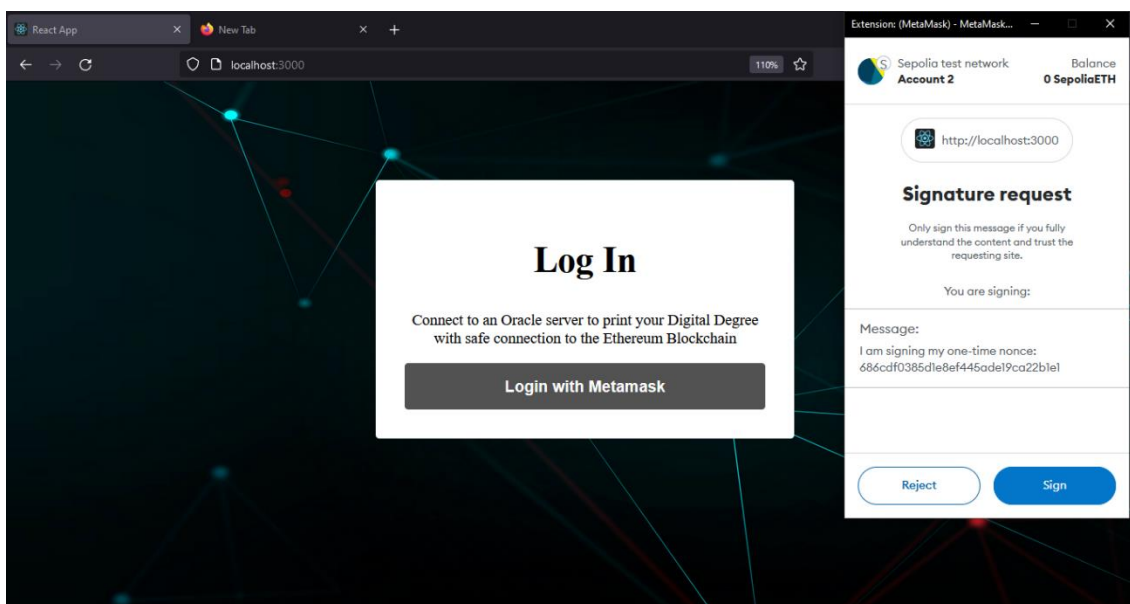 React App
New Tab
localhost:3000
110%
Log In
Connect to an Oracle server to print your Digital Degree
with safe connection to the Ethereum Blockchain
Login with Metamask
Extension: (MetaMask) - MetaMask...
S
Sepolia test network
Balance
Account 2
0 SepoliaETH
http://localhost:3000
Signature request
Only sign this message if you fully
understand the content and trust the
requesting site.
You are signing:
Message:
I am signing my one-time nonce:
686cdf0385d1e8ef445ade19ca22b1e1
Reject
Sign